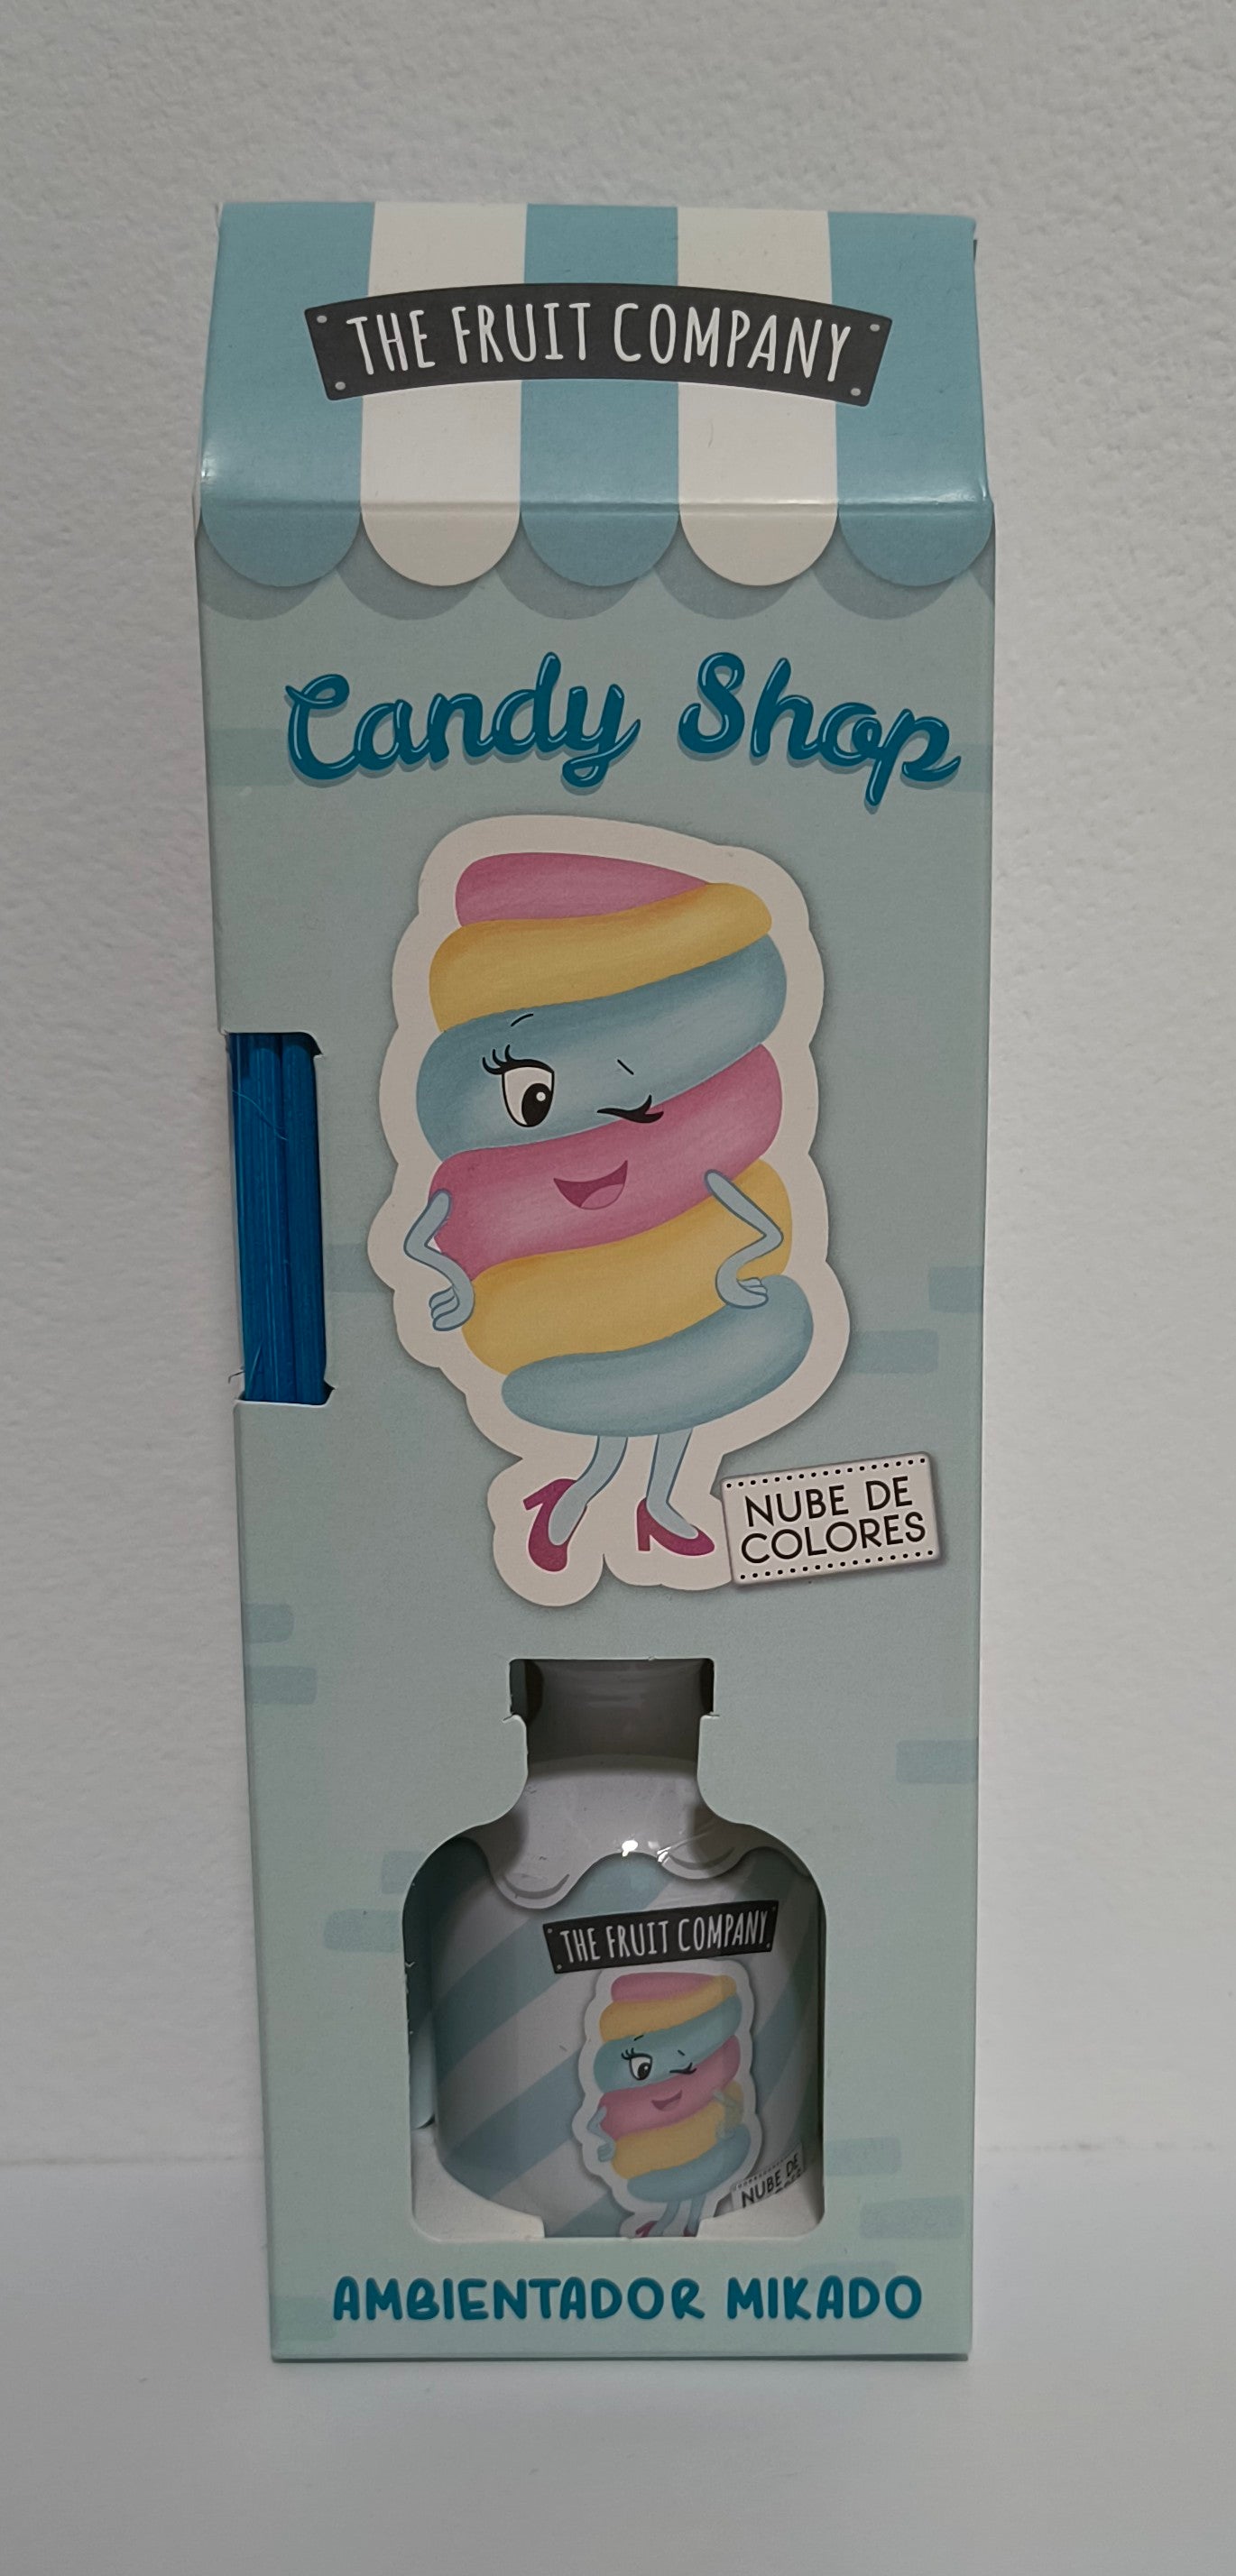 THE FRUIT COMPANY
Candy Shop
NUBE DE
COLORES
THE FRUIT COMPANY
NUBE DE
AMBIENTADOR MIKADO